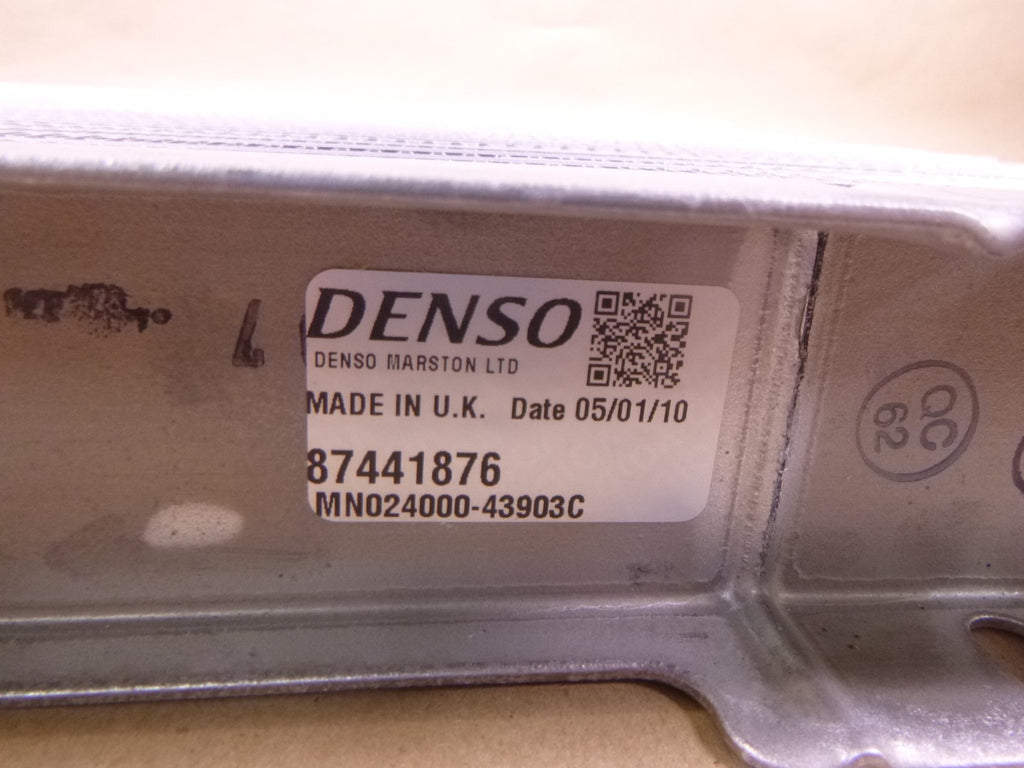 DENSO
DENSO MARSTON LTD
MADE IN U.K. Date 05/01/10
87441876
MN024000-43903C
QC
62